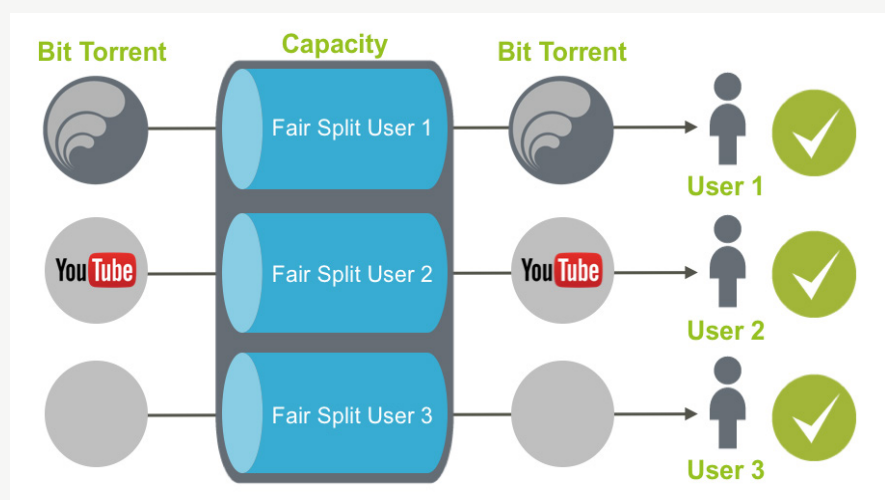 Bit Torrent
Capacity
Bit Torrent
Fair Split User 1
User 1
YouTube
Fair Split User 2
YouTube
User 2
Fair Split User 3
User 3